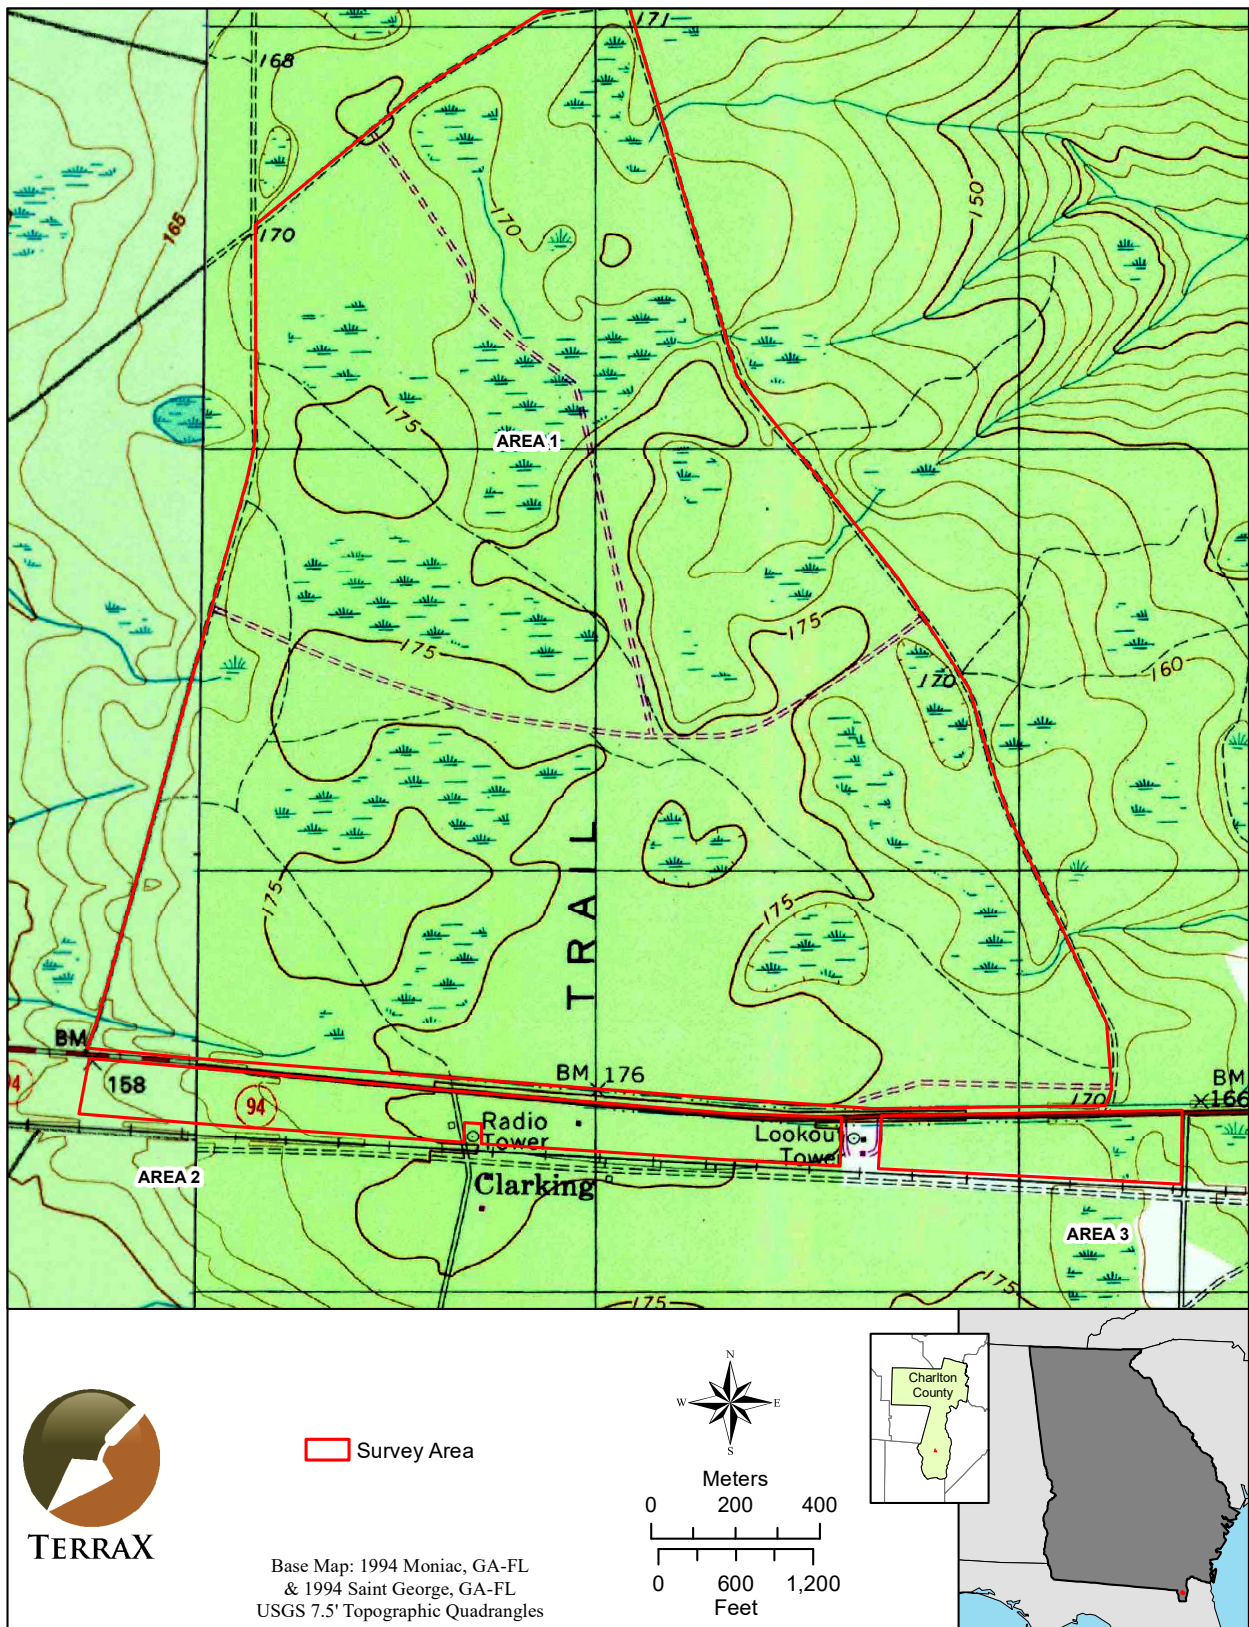 171
168
150
165
170
170
175
AREA 1
175
175
170
160
175
175
TRAIL
BM
158
94
94
BM 176
170
BM
×166
Radio
Tower
Lookout
Tower
AREA 2
Clarking
AREA 3
175
175
TERRAX
Survey Area
Base Map: 1994 Moniac, GA-FL
& 1994 Saint George, GA-FL
USGS 7.5' Topographic Quadrangles
N
W E
S
Meters
0 200 400
0 600 1,200
Feet
Charlton
County